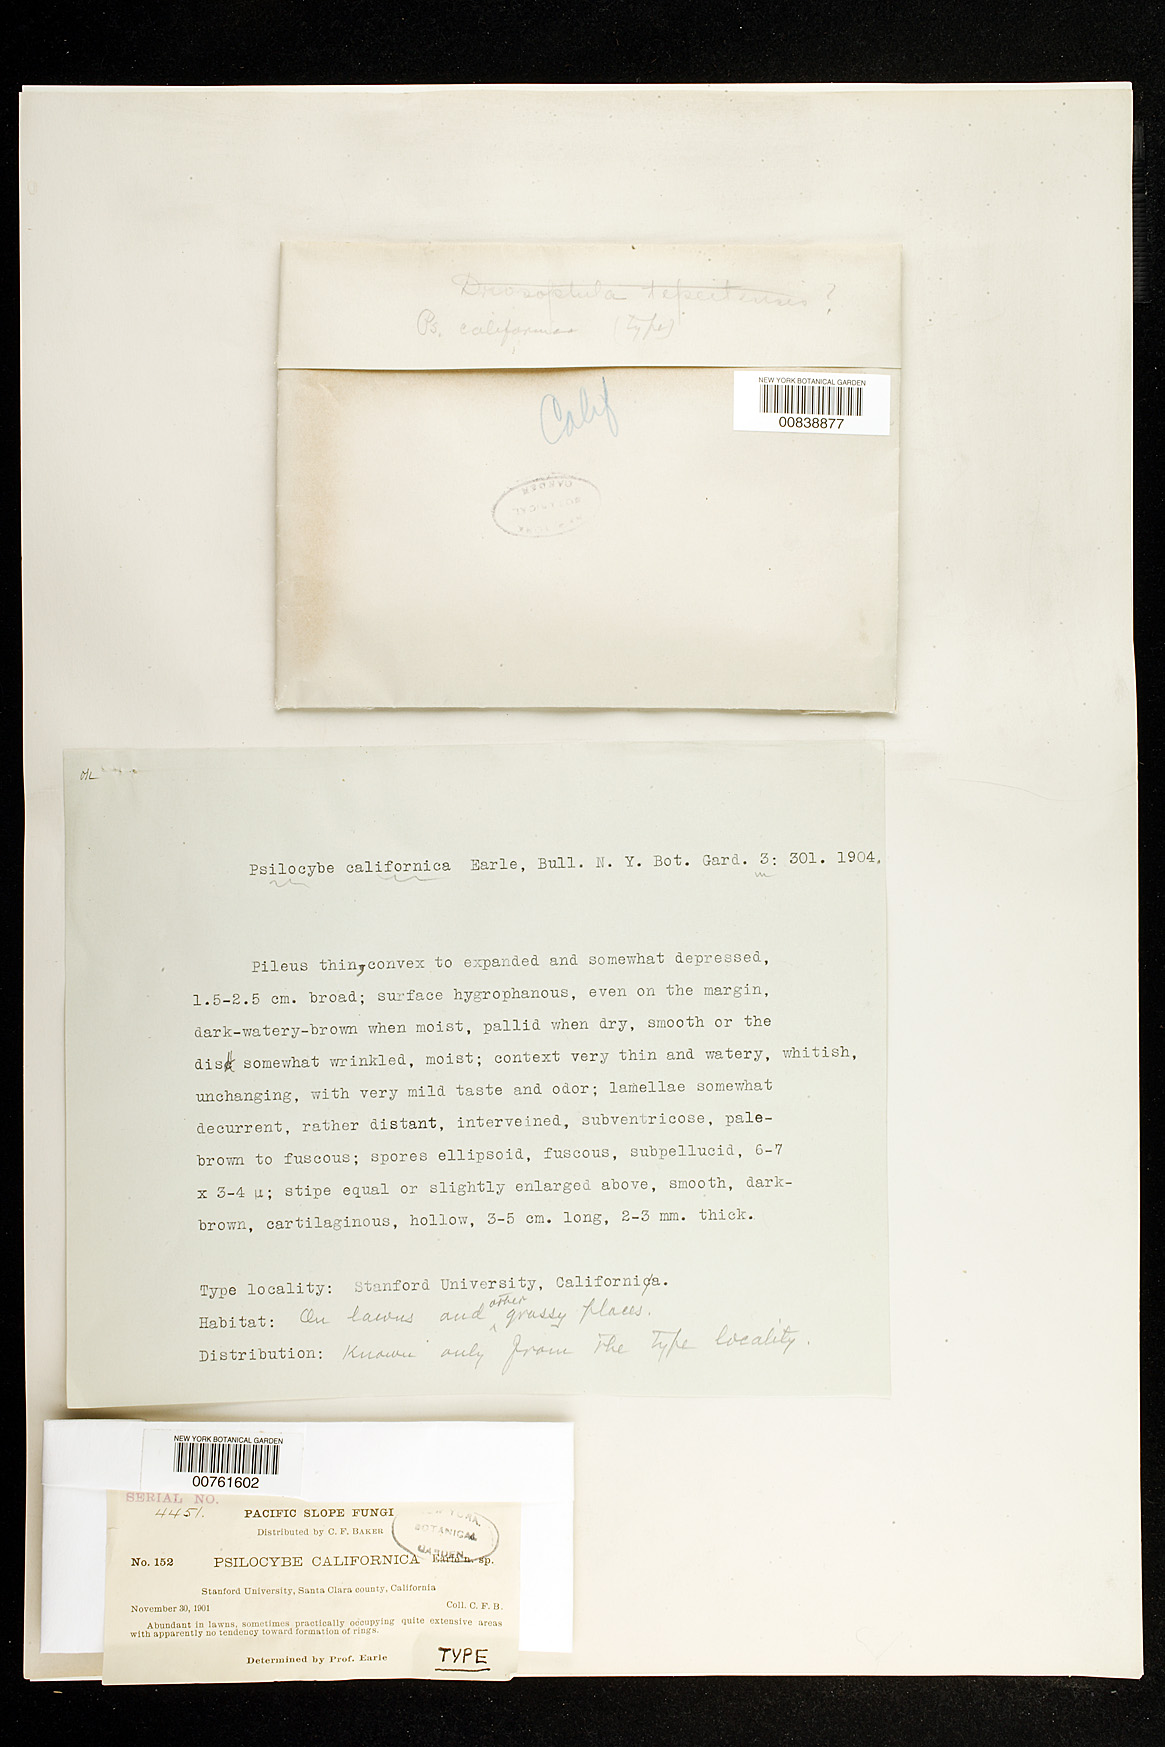 ?
Ps. californica (type)
Calif
NEW YORK BOTANICAL GARDEN
00838877
NEW YORK
BOTANICAL
GARDEN
Psilocybe californica Earle, Bull. N. Y. Bot. Gard. 3: 301. 1904.
Pileus thin, convex to expanded and somewhat depressed,
1.5-2.5 cm. broad; surface hygrophanous, even on the margin,
dark-watery-brown when moist, pallid when dry, smooth or the
disk somewhat wrinkled, moist; context very thin and watery, whitish,
unchanging, with very mild taste and odor; lamellae somewhat
decurrent, rather distant, interveined, subventricose, pale-
brown to fuscous; spores ellipsoid, fuscous, subpellucid, 6-7
x 3-4 µ; stipe equal or slightly enlarged above, smooth, dark-
brown, cartilaginous, hollow, 3-5 cm. long, 2-3 mm. thick.
Type locality: Stanford University, California.
Habitat: On lawns and other grassy places.
Distribution: Known only from the type locality.
NEW YORK BOTANICAL GARDEN
00761602
SERIAL NO.
4451.
PACIFIC SLOPE FUNGI
Distributed by C. F. BAKER
NEW YORK
BOTANICAL
GARDEN
No. 152 PSILOCYBE CALIFORNICA Earle n. sp.
Stanford University, Santa Clara county, California
November 30, 1901 Coll. C. F. B.
Abundant in lawns, sometimes practically occupying quite extensive areas
with apparently no tendency toward formation of rings.
Determined by Prof. Earle
TYPE